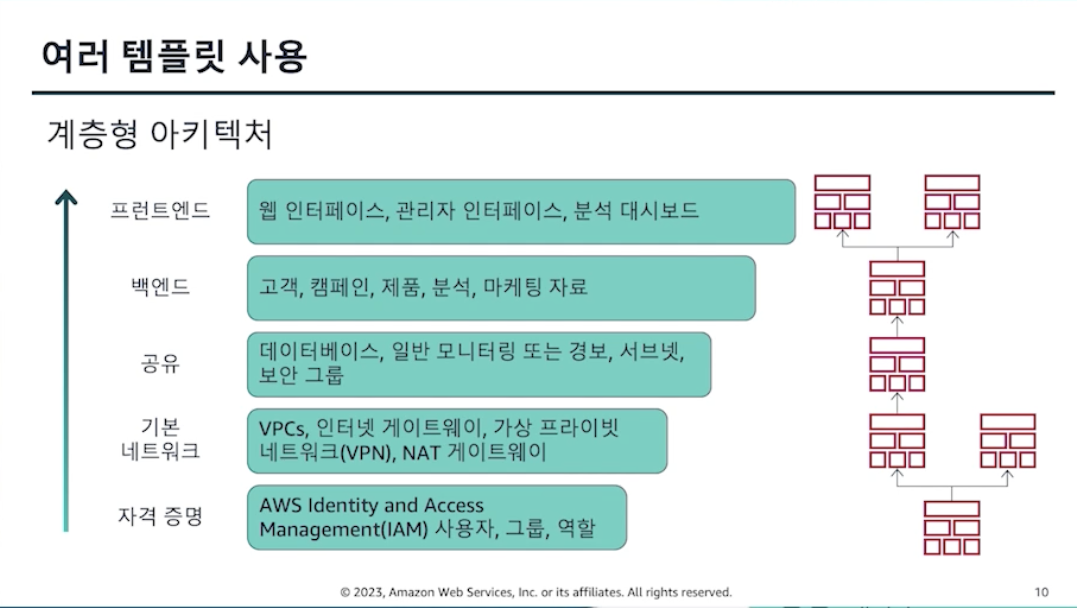 여러 템플릿 사용
계층형 아키텍처
프런트엔드
웹 인터페이스, 관리자 인터페이스, 분석 대시보드
백엔드
고객, 캠페인, 제품, 분석, 마케팅 자료
공유
데이터베이스, 일반 모니터링 또는 경보, 서브넷,
보안 그룹
기본
네트워크
VPCs, 인터넷 게이트웨이, 가상 프라이빗
네트워크(VPN), NAT 게이트웨이
자격 증명
AWS Identity and Access
Management(IAM) 사용자, 그룹, 역할
© 2023, Amazon Web Services, Inc. or its affiliates. All rights reserved.
10